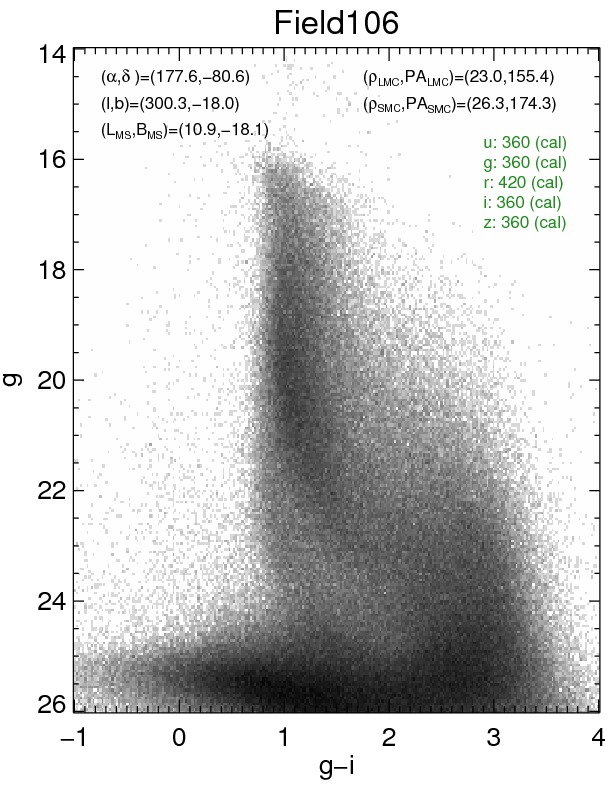 Field106
(α,δ)=(177.6,−80.6)
(ρLMC,PALMC)=(23.0,155.4)
(l,b)=(300.3,−18.0)
(ρSMC,PASMC)=(26.3,174.3)
(LMS,BMS)=(10.9,−18.1)
u: 360 (cal)
g: 360 (cal)
r: 420 (cal)
i: 360 (cal)
z: 360 (cal)
14
16
18
20
22
24
26
g
−1 0 1 2 3 4
g−i